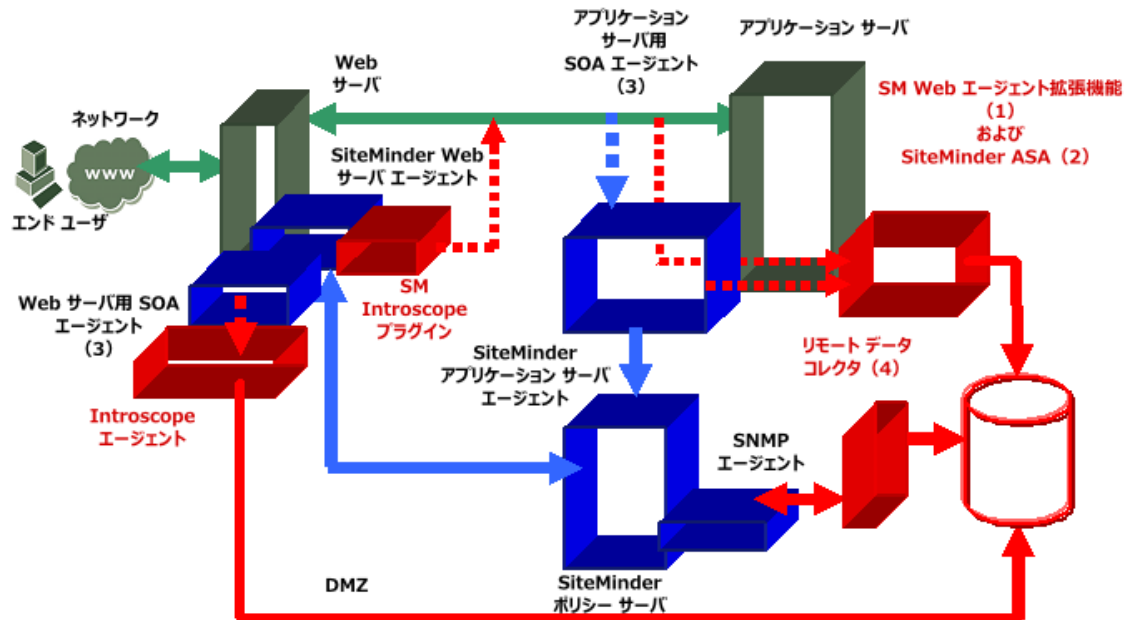 アプリケーション
サーバ用
SOA エージェント
(3)
アプリケーション サーバ
Web
サーバ
SM Web エージェント拡張機能
(1)
および
SiteMinder ASA(2)
ネットワーク
www
エンド ユーザ
SiteMinder Web
サーバ エージェント
SM
Introscope
プラグイン
Web サーバ用 SOA
エージェント
(3)
Introscope
エージェント
SiteMinder
アプリケーション サーバ
エージェント
リモート データ
コレクタ(4)
SNMP
エージェント
DMZ
SiteMinder
ポリシー サーバ